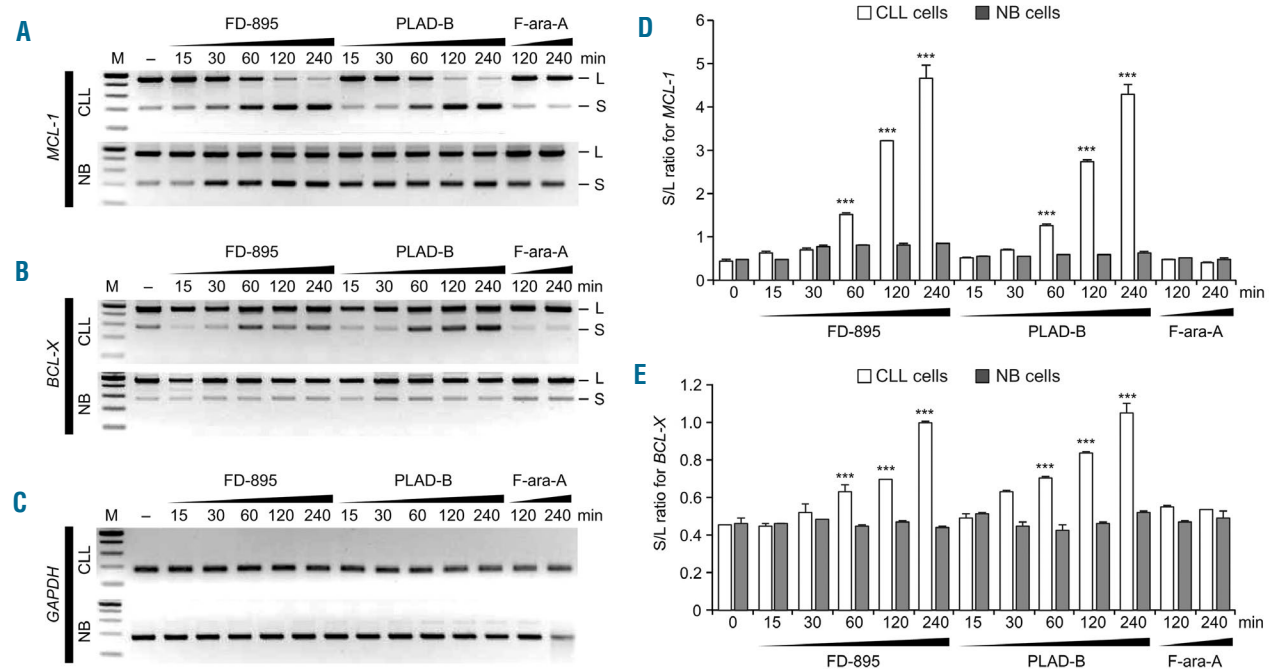 A
FD-895 PLAD-B F-ara-A
M – 15 30 60 120 240 15 30 60 120 240 120 240 min
MCL-1
CLL
L
S
NB
L
S
B
FD-895 PLAD-B F-ara-A
M – 15 30 60 120 240 15 30 60 120 240 120 240 min
BCL-X
CLL
L
S
NB
L
S
C
FD-895 PLAD-B F-ara-A
M – 15 30 60 120 240 15 30 60 120 240 120 240 min
GAPDH
CLL
NB
D
CLL cells NB cells
S/L ratio for MCL-1
6
5
4
3
2
1
0
*** *** *** *** *** ***
0 15 30 60 120 240 15 30 60 120 240 120 240 min
FD-895 PLAD-B F-ara-A
E
CLL cells NB cells
S/L ratio for BCL-X
1.2
1.0
0.8
0.6
0.4
0.2
0
*** *** *** *** *** ***
0 15 30 60 120 240 15 30 60 120 240 120 240 min
FD-895 PLAD-B F-ara-A